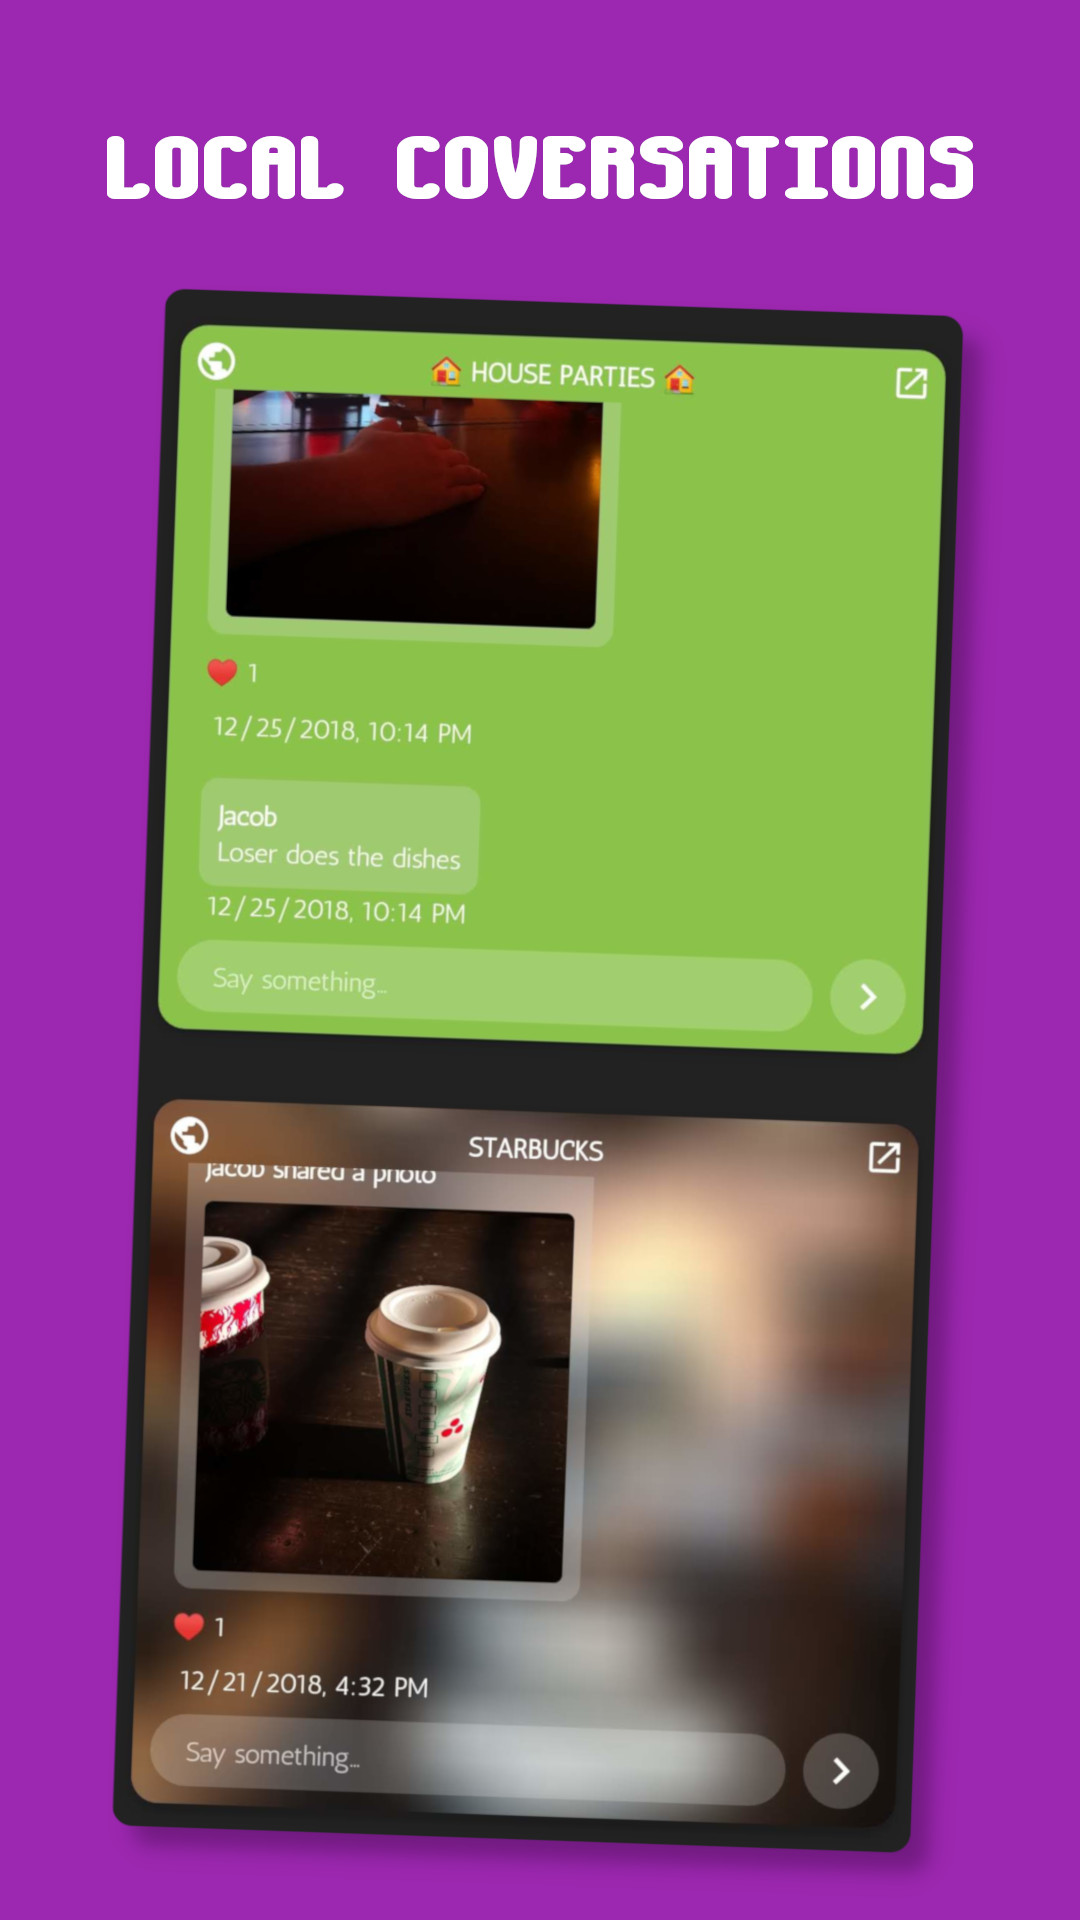 LOCAL COVERSATIONS
🏠 HOUSE PARTIES 🏠
❤️ 1
12/25/2018, 10:14 PM
Jacob
Loser does the dishes
12/25/2018, 10:14 PM
Say something...
STARBUCKS
Jacob shared a photo
❤️ 1
12/21/2018, 4:32 PM
Say something...